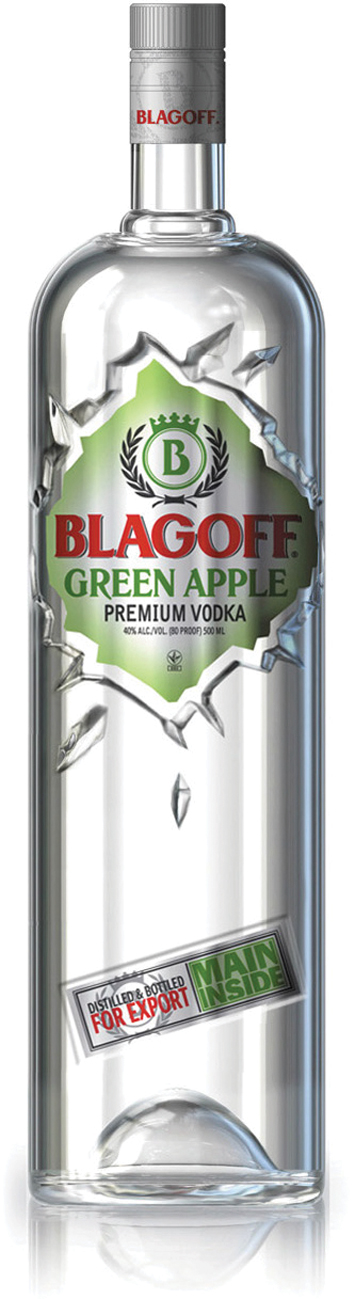 BLAGOFF.
B
BLAGOFF®
GREEN APPLE
PREMIUM VODKA
40% ALC./VOL. (80 PROOF) 500 ML
DISTILLED & BOTTLED
FOR EXPORT
MAIN
INSIDE